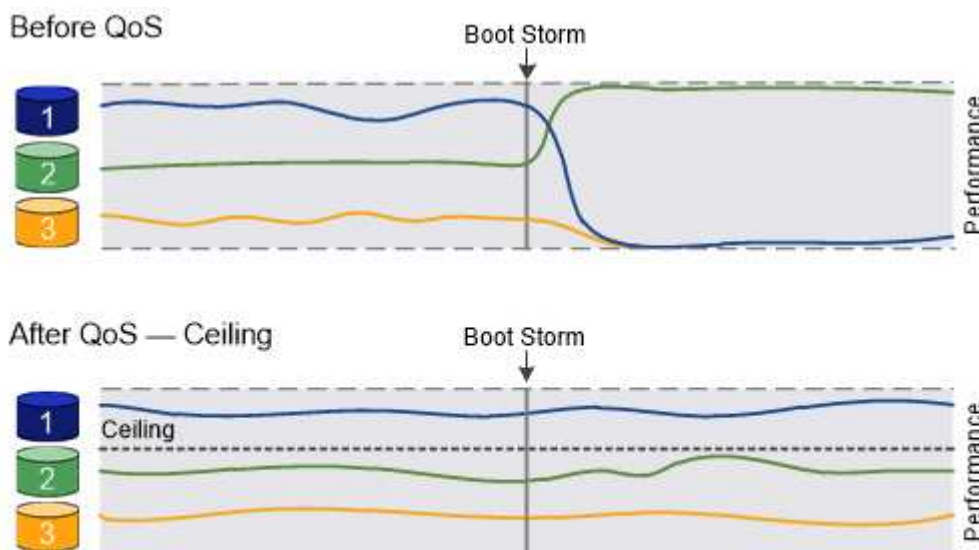 Before QoS
Boot Storm
1
2
3
Performance
After QoS — Ceiling
Boot Storm
1
Ceiling
2
3
Performance